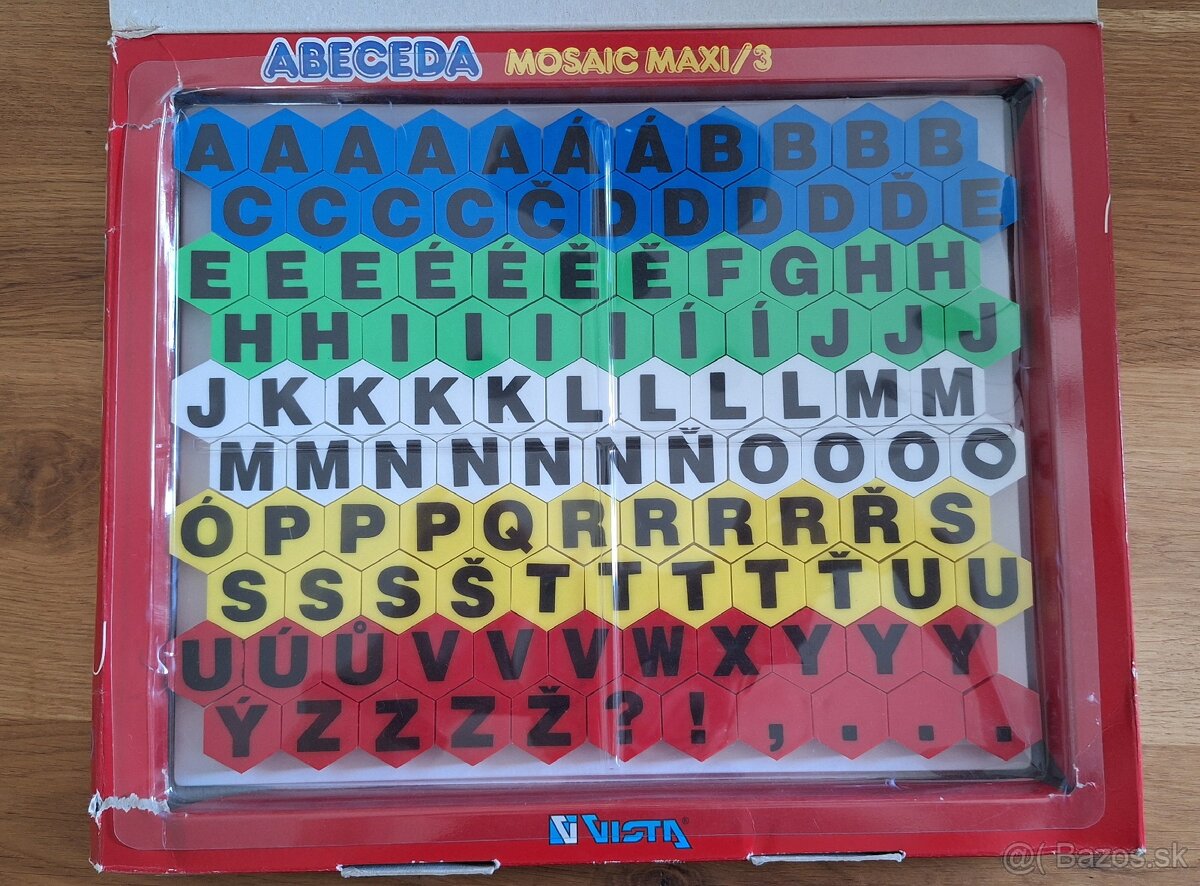 ABECEDA MOSAIC MAXI/3
A A A A A Á Á B B B B
C C C C Č D D D D Ď E
E E E É É Ě Ě F G H H
H H I I I I Í Í J J J
J K K K K L L L L M M
M M N N N N Ň O O O O
Ó P P P Q R R R R Ř S
S S S Š T T T T Ť U U
U Ú Ů V V V W X Y Y Y
Ý Z Z Z Ž ? ! , . . .
VISTA®
@( Bazos.sk